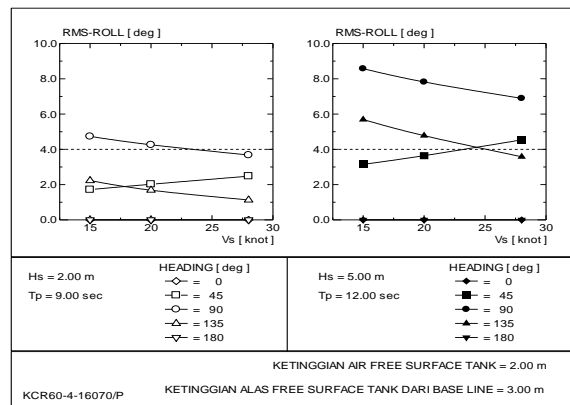 RMS-ROLL [ deg ]
10.0
8.0
6.0
4.0
2.0
0.0
15
20
25
30
Vs [ knot ]
RMS-ROLL [ deg ]
10.0
8.0
6.0
4.0
2.0
0.0
15
20
25
30
Vs [ knot ]
Hs = 2.00 m
Tp = 9.00 sec
HEADING [ deg ]
= 0
= 45
= 90
= 135
= 180
Hs = 5.00 m
Tp = 12.00 sec
HEADING [ deg ]
= 0
= 45
= 90
= 135
= 180
KETINGGIAN AIR FREE SURFACE TANK = 2.00 m
KCR60-4-16070/P KETINGGIAN ALAS FREE SURFACE TANK DARI BASE LINE = 3.00 m